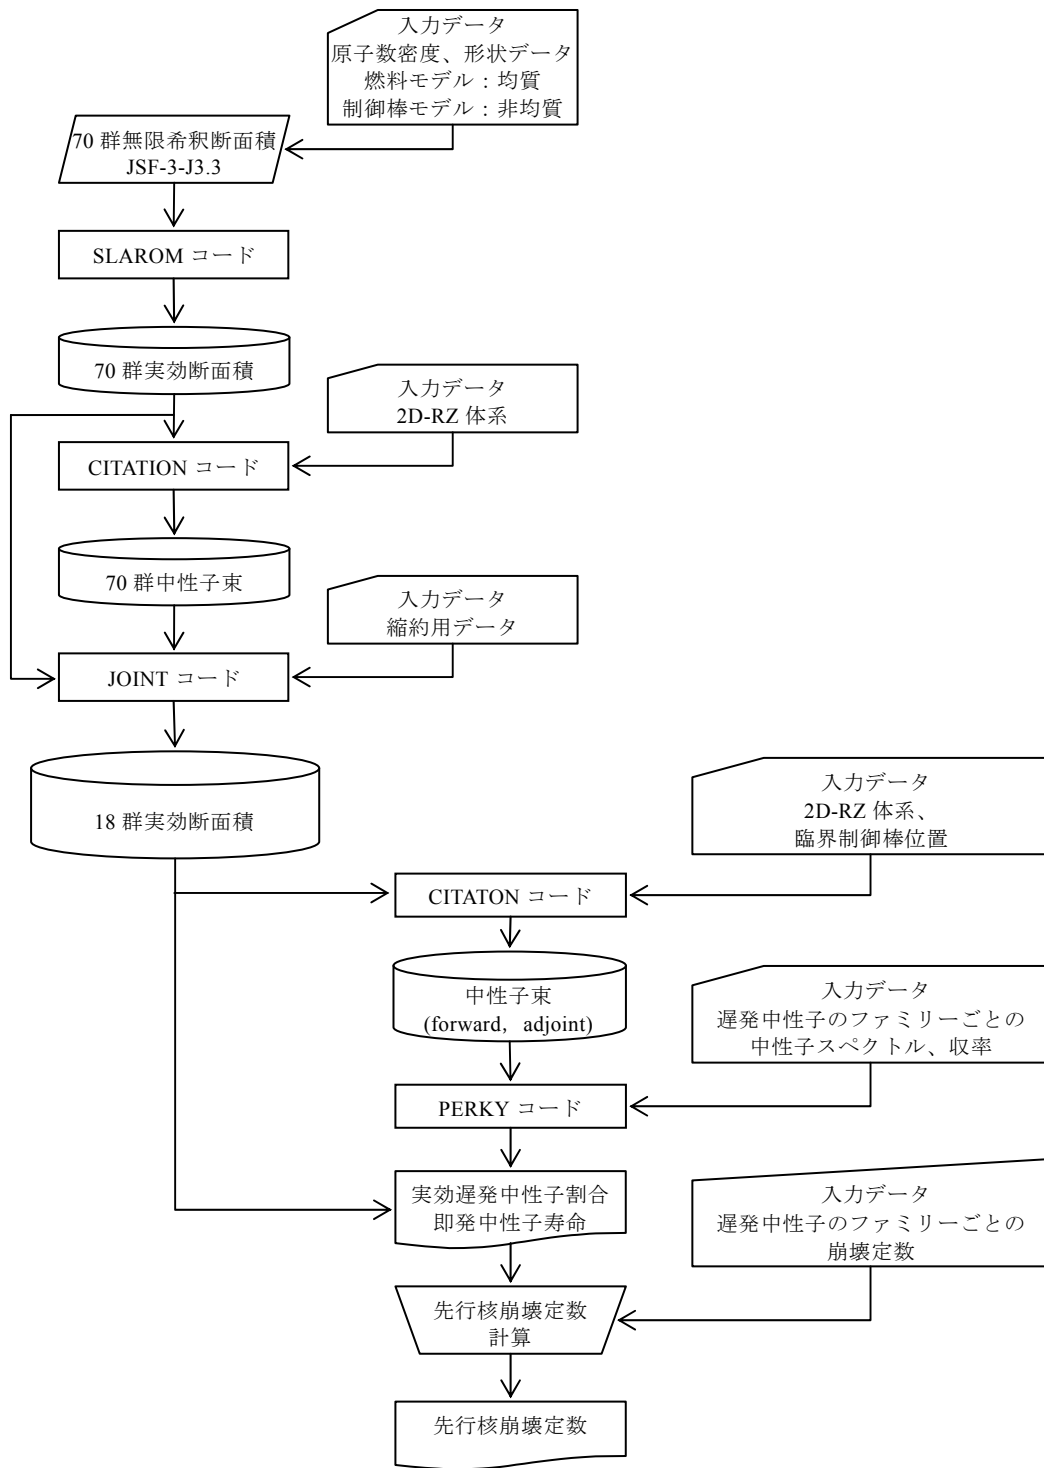 入力データ
原子数密度、形状データ
燃料モデル：均質
制御棒モデル：非均質
70 群無限希釈断面積
JSF-3-J3.3
SLAROM コード
70 群実効断面積
入力データ
2D-RZ 体系
CITATION コード
70 群中性子束
入力データ
縮約用データ
JOINT コード
18 群実効断面積
入力データ
2D-RZ 体系、
臨界制御棒位置
CITATON コード
中性子束
(forward，adjoint)
入力データ
遅発中性子のファミリーごとの
中性子スペクトル、収率
PERKY コード
実効遅発中性子割合
即発中性子寿命
入力データ
遅発中性子のファミリーごとの
崩壊定数
先行核崩壊定数
計算
先行核崩壊定数